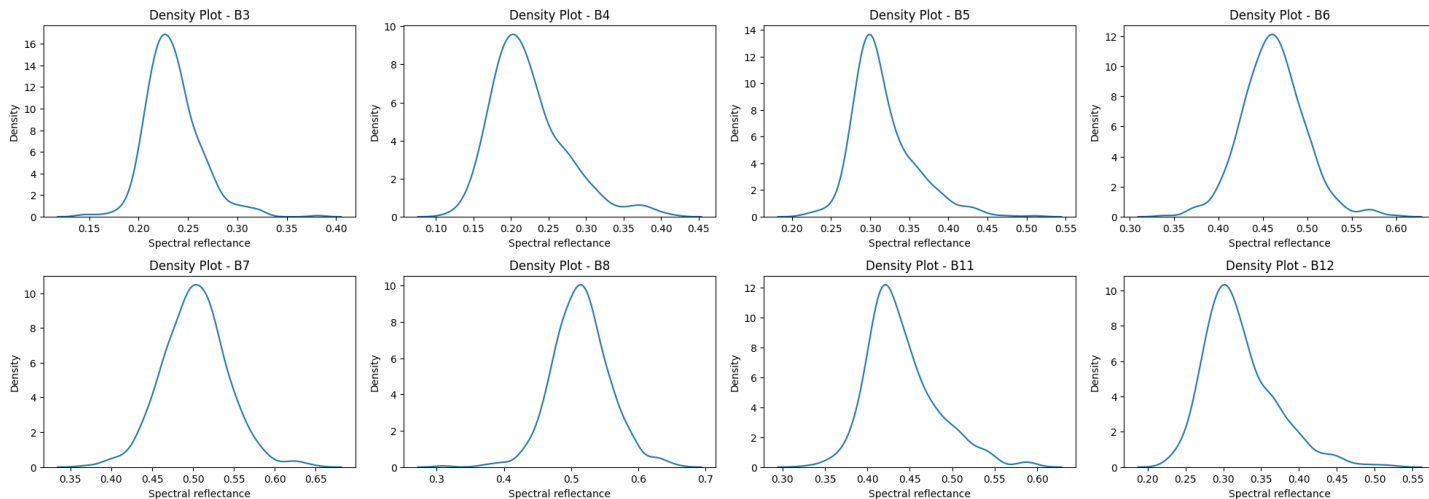 Density Plot - B3
16
14
12
10
8
6
4
2
0
Density
0.15 0.20 0.25 0.30 0.35 0.40
Spectral reflectance
Density Plot - B4
10
8
6
4
2
0
Density
0.10 0.15 0.20 0.25 0.30 0.35 0.40 0.45
Spectral reflectance
Density Plot - B5
14
12
10
8
6
4
2
0
Density
0.20 0.25 0.30 0.35 0.40 0.45 0.50 0.55
Spectral reflectance
Density Plot - B6
12
10
8
6
4
2
0
Density
0.30 0.35 0.40 0.45 0.50 0.55 0.60
Spectral reflectance
Density Plot - B7
10
8
6
4
2
0
Density
0.35 0.40 0.45 0.50 0.55 0.60 0.65
Spectral reflectance
Density Plot - B8
10
8
6
4
2
0
Density
0.3 0.4 0.5 0.6 0.7
Spectral reflectance
Density Plot - B11
12
10
8
6
4
2
0
Density
0.30 0.35 0.40 0.45 0.50 0.55 0.60
Spectral reflectance
Density Plot - B12
10
8
6
4
2
0
Density
0.20 0.25 0.30 0.35 0.40 0.45 0.50 0.55
Spectral reflectance